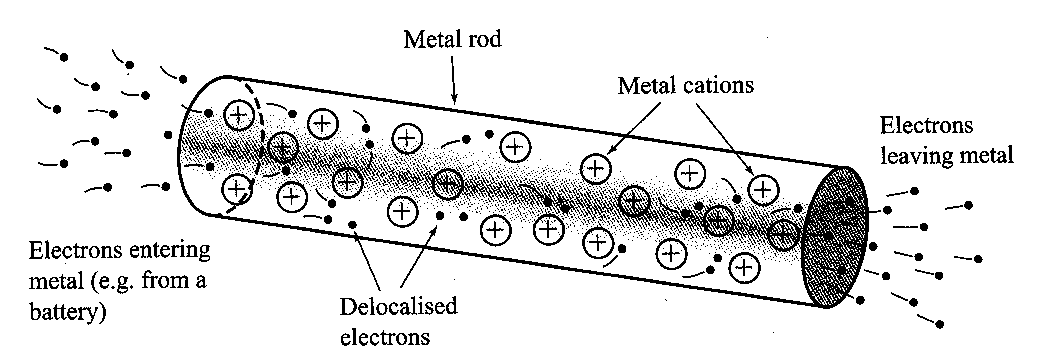 Metal rod
Metal cations
Electrons
leaving metal
Electrons entering
metal (e.g. from a
battery)
Delocalised
electrons